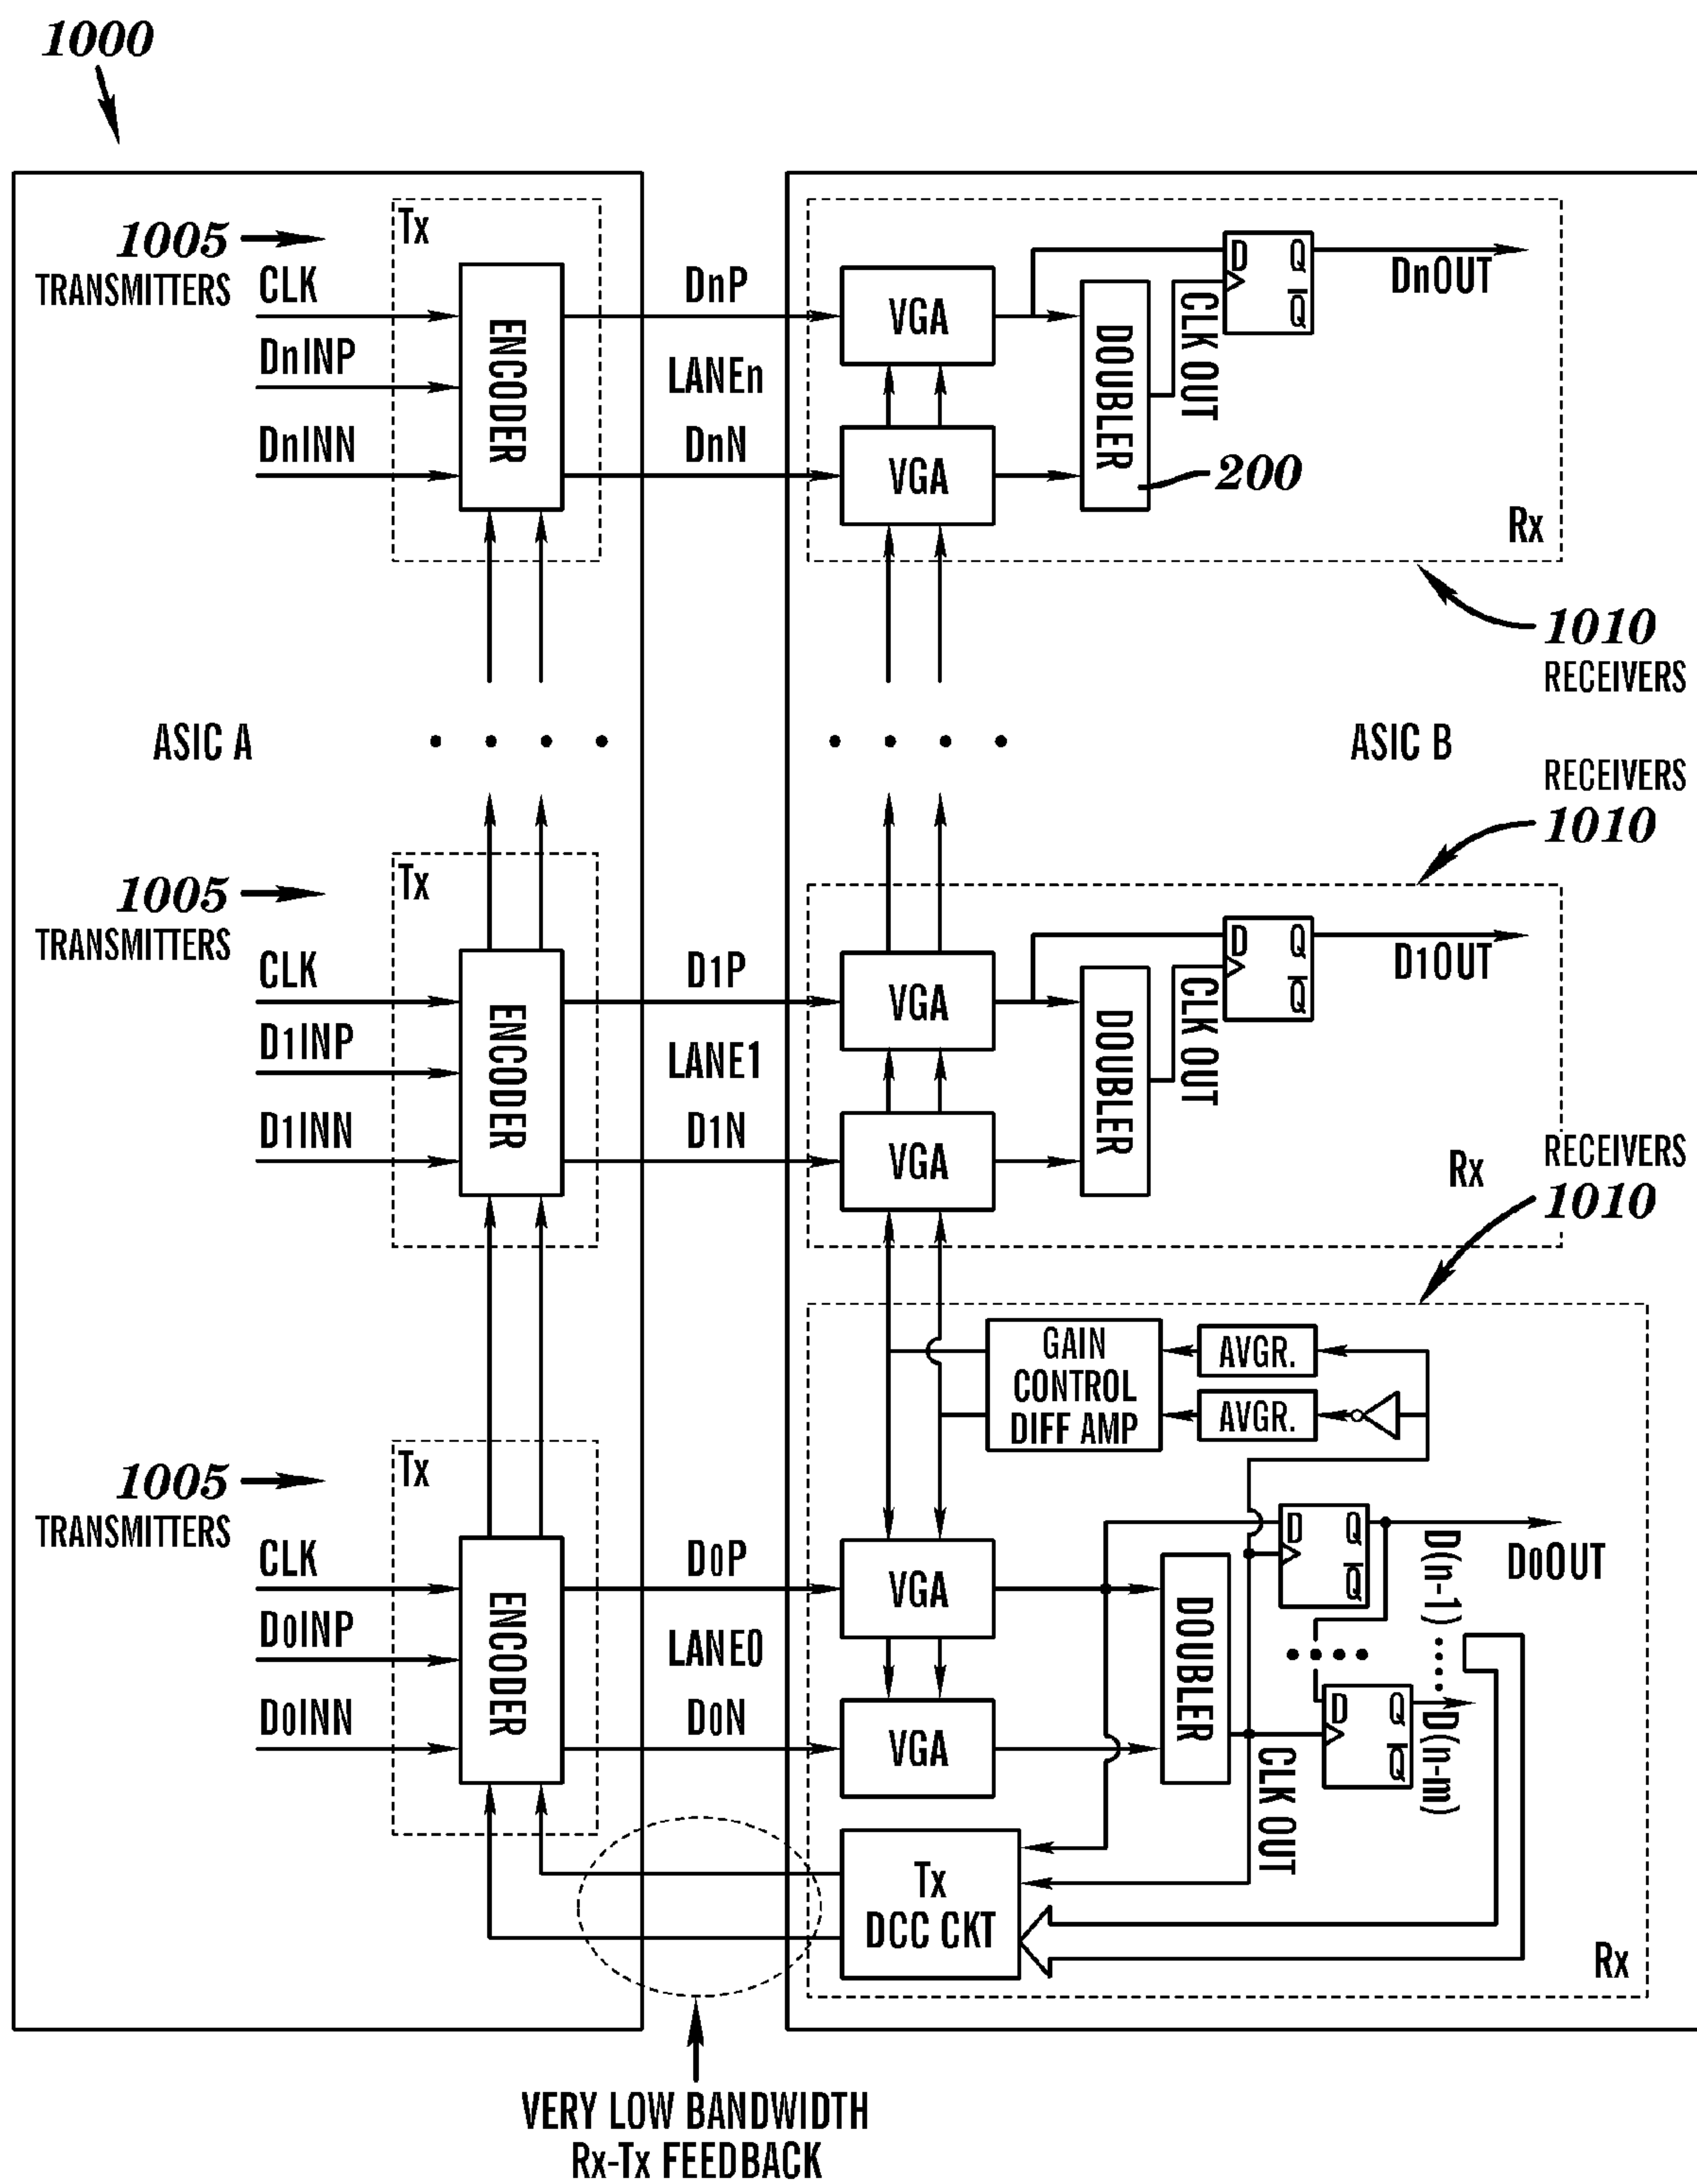 1000
1005
TRANSMITTERS
Tx
CLK
DnINP
DnINN
ENCODER
DnP
LANEn
DnN
VGA
VGA
DOUBLER
CLK OUT
D Q
Q̅
DnOUT
200
Rx
1010
RECEIVERS
ASIC A
ASIC B
RECEIVERS
1010
1005
TRANSMITTERS
Tx
CLK
D1INP
D1INN
ENCODER
D1P
LANE1
D1N
VGA
VGA
DOUBLER
CLK OUT
D Q
Q̅
D1OUT
Rx
RECEIVERS
1010
GAIN
CONTROL
DIFF AMP
AVGR.
AVGR.
1005
TRANSMITTERS
Tx
CLK
D0INP
D0INN
ENCODER
D0P
LANE0
D0N
VGA
VGA
DOUBLER
CLK OUT
D Q
Q̅
D0OUT
D(n-1)
D Q
Q̅
D(n-m)
Tx
DCC CKT
Rx
VERY LOW BANDWIDTH
Rx-Tx FEEDBACK